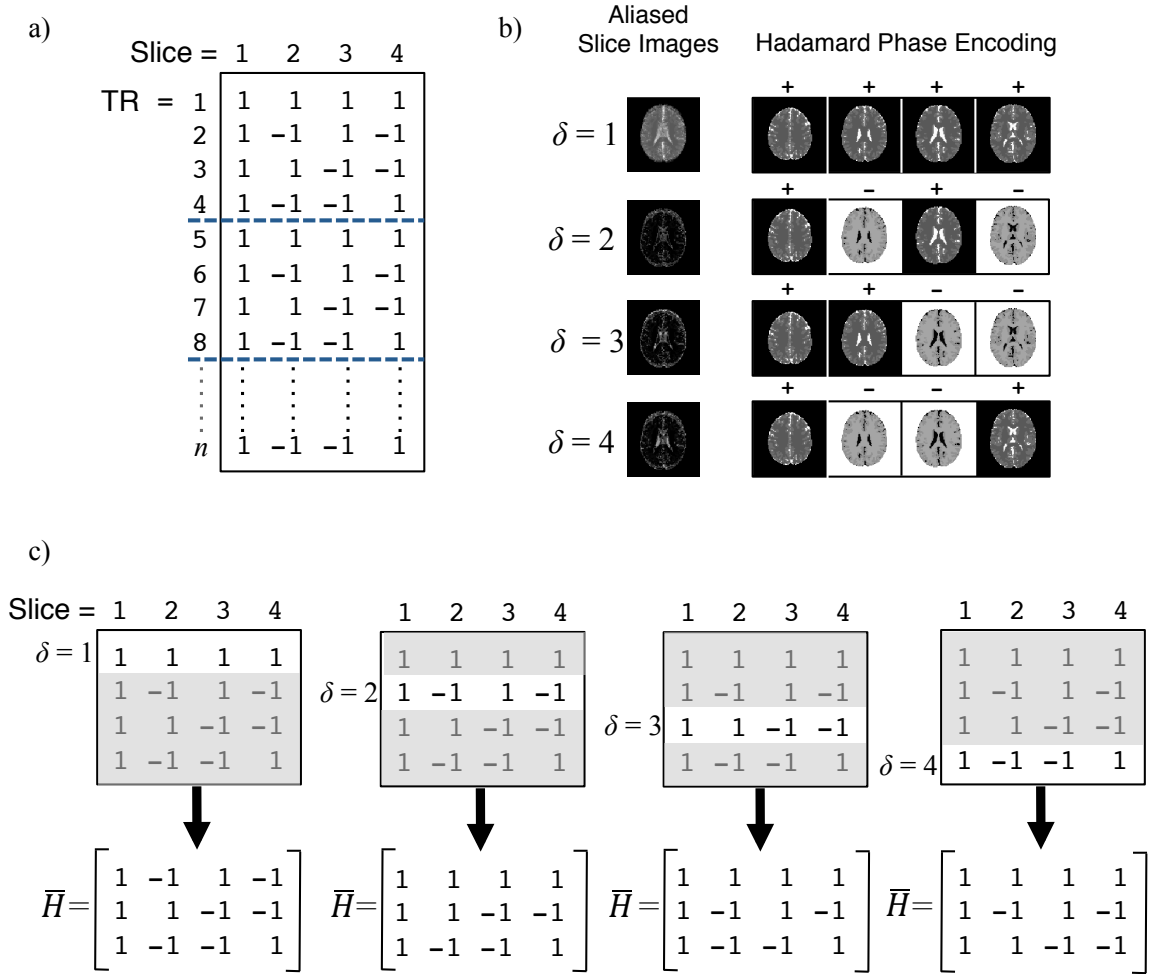 a)
Slice = 1 2 3 4
TR = 1 1 1 1 1
2 1 -1 1 -1
3 1 1 -1 -1
4 1 -1 -1 1
5 1 1 1 1
6 1 -1 1 -1
7 1 1 -1 -1
8 1 -1 -1 1
n 1 -1 -1 1
b)
Aliased
Slice Images
Hadamard Phase Encoding
+ + + +
δ = 1
+ - + -
δ = 2
+ + - -
δ = 3
+ - - +
δ = 4
c)
Slice = 1 2 3 4
δ = 1 1 1 1 1
1 -1 1 -1
1 1 -1 -1
1 -1 -1 1
H̅ = 1 -1 1 -1
1 1 -1 -1
1 -1 -1 1
1 2 3 4
1 1 1 1
δ = 2 1 -1 1 -1
1 1 -1 -1
1 -1 -1 1
H̅ = 1 1 1 1
1 1 -1 -1
1 -1 -1 1
1 2 3 4
1 1 1 1
1 -1 1 -1
δ = 3 1 1 -1 -1
1 -1 -1 1
H̅ = 1 1 1 1
1 -1 1 -1
1 -1 -1 1
1 2 3 4
1 1 1 1
1 -1 1 -1
1 1 -1 -1
δ = 4 1 -1 -1 1
H̅ = 1 1 1 1
1 -1 1 -1
1 1 -1 -1